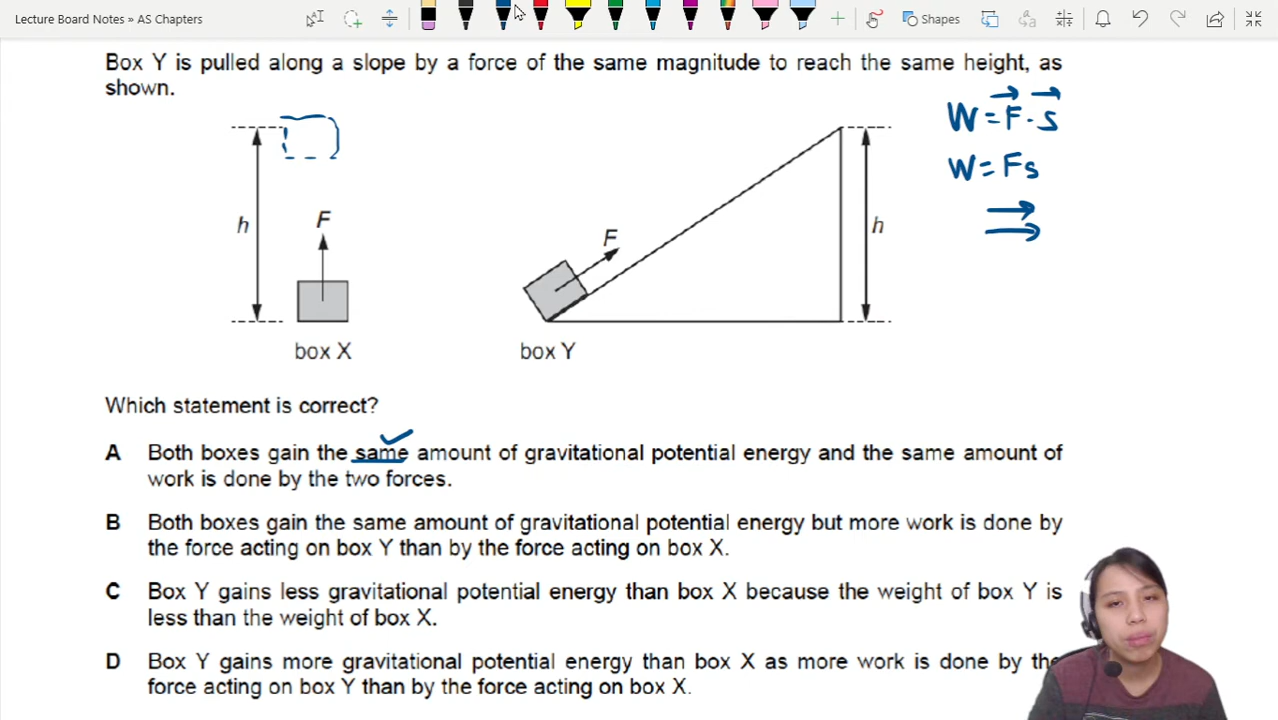 Lecture Board Notes » AS Chapters
Shapes
Box Y is pulled along a slope by a force of the same magnitude to reach the same height, as
shown.
W = F · s
W = Fs
h
F
F
h
box X
box Y
Which statement is correct?
A Both boxes gain the same amount of gravitational potential energy and the same amount of
work is done by the two forces.
B Both boxes gain the same amount of gravitational potential energy but more work is done by
the force acting on box Y than by the force acting on box X.
C Box Y gains less gravitational potential energy than box X because the weight of box Y is
less than the weight of box X.
D Box Y gains more gravitational potential energy than box X as more work is done by the
force acting on box Y than by the force acting on box X.